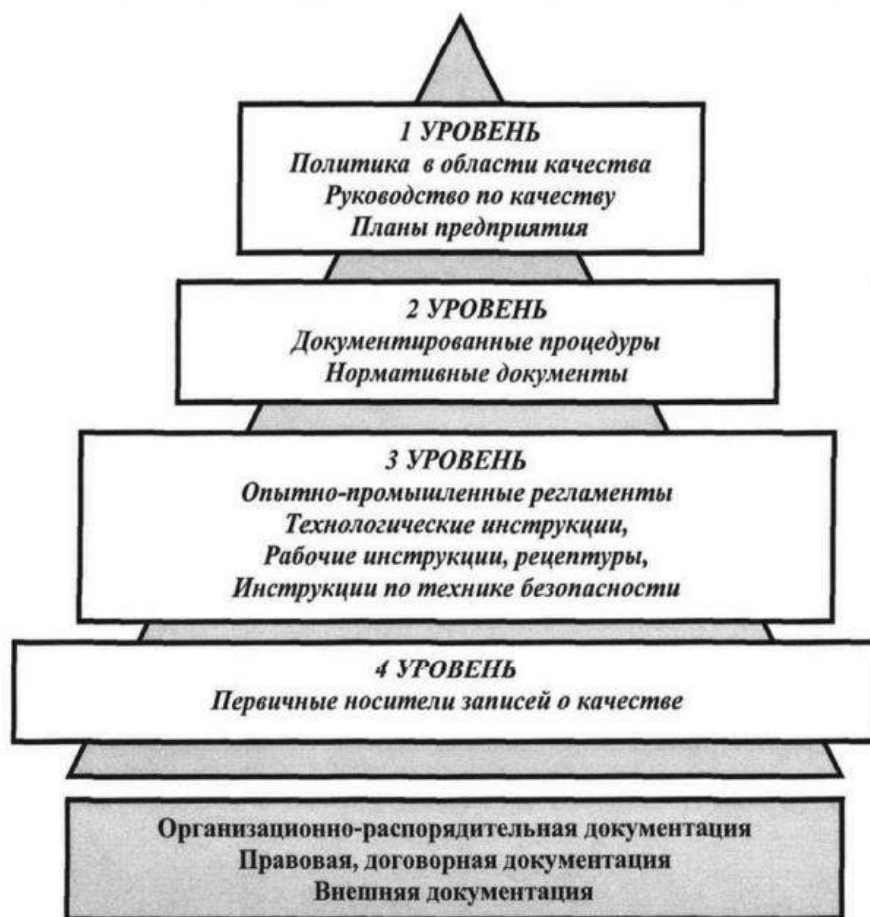 1 УРОВЕНЬ
Политика в области качества
Руководство по качеству
Планы предприятия
2 УРОВЕНЬ
Документированные процедуры
Нормативные документы
3 УРОВЕНЬ
Опытно-промышленные регламенты
Технологические инструкции,
Рабочие инструкции, рецептуры,
Инструкции по технике безопасности
4 УРОВЕНЬ
Первичные носители записей о качестве
Организационно-распорядительная документация
Правовая, договорная документация
Внешняя документация